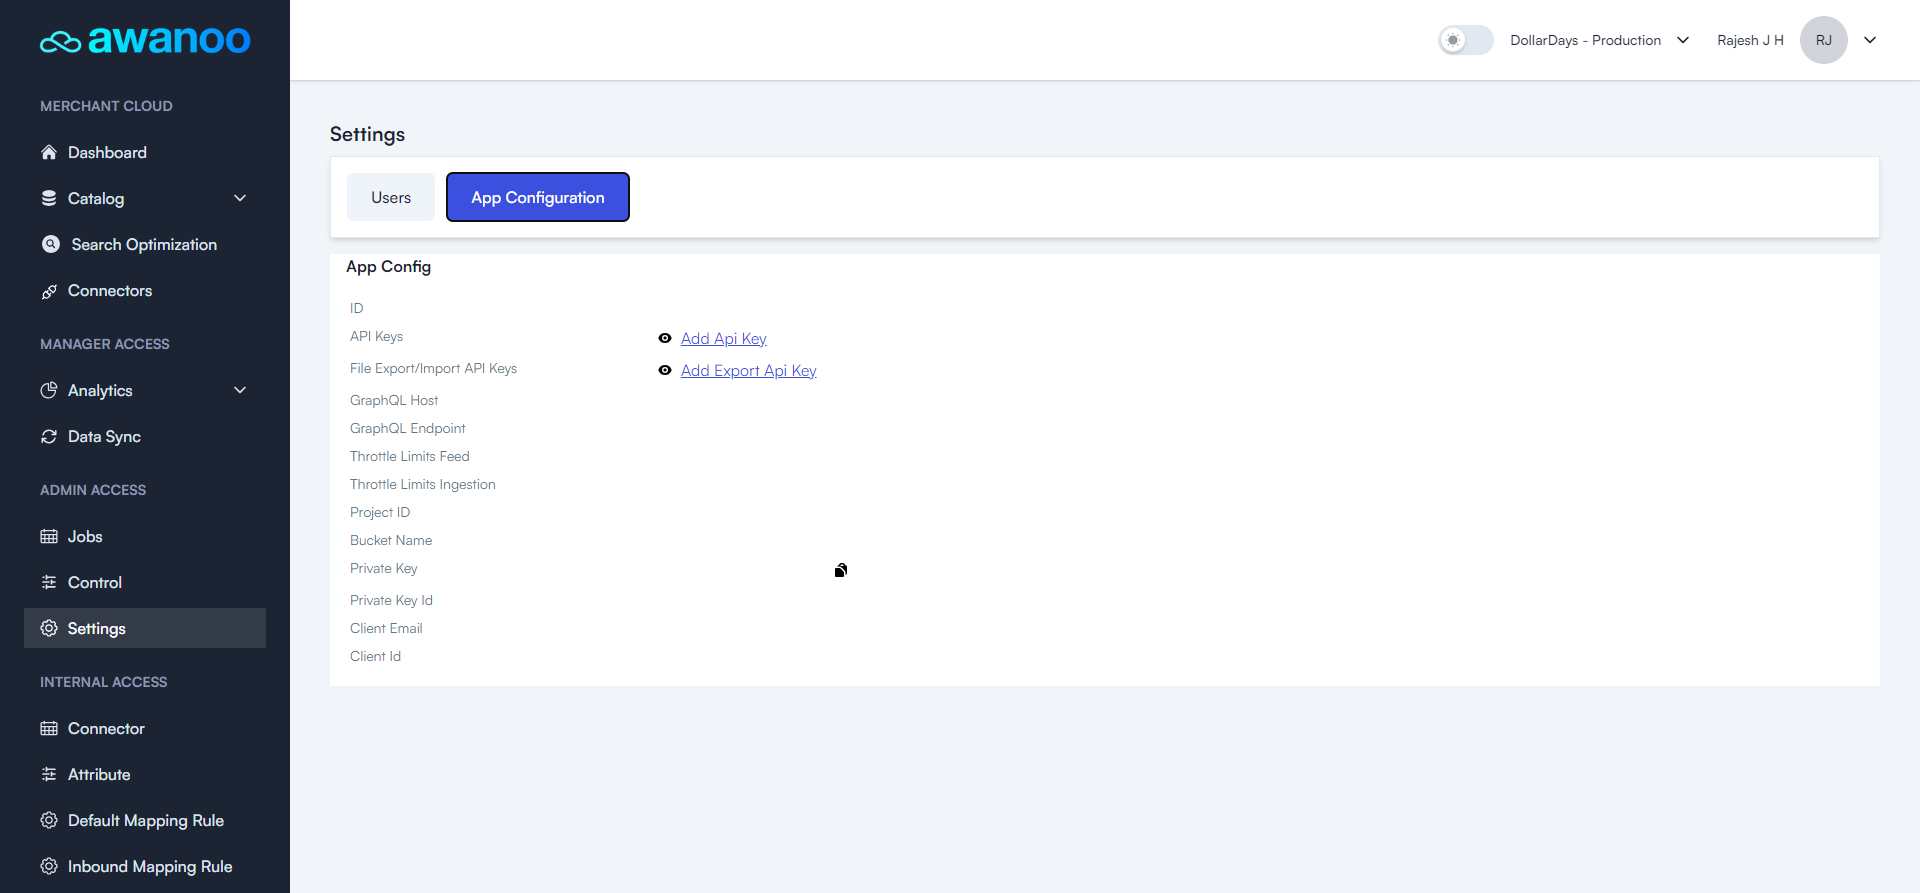 awanoo
DollarDays - Production
Rajesh J H
RJ
MERCHANT CLOUD
Dashboard
Catalog
Search Optimization
Connectors
MANAGER ACCESS
Analytics
Data Sync
ADMIN ACCESS
Jobs
Control
Settings
INTERNAL ACCESS
Connector
Attribute
Default Mapping Rule
Inbound Mapping Rule
Settings
Users
App Configuration
App Config
ID
API Keys
Add Api Key
File Export/Import API Keys
Add Export Api Key
GraphQL Host
GraphQL Endpoint
Throttle Limits Feed
Throttle Limits Ingestion
Project ID
Bucket Name
Private Key
Private Key Id
Client Email
Client Id